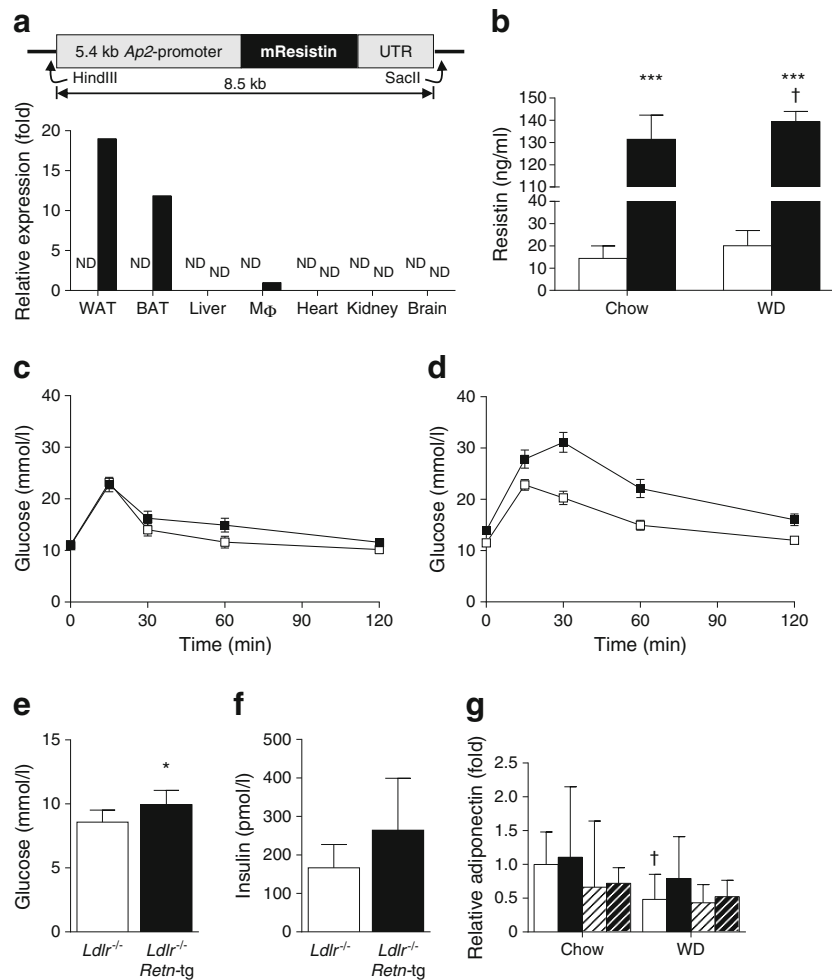 a
5.4 kb Ap2-promoter mResistin UTR
HindIII SacII
8.5 kb
Relative expression (fold)
20
15
10
5
0
ND ND ND ND ND ND ND ND ND ND
WAT BAT Liver MΦ Heart Kidney Brain
b
Resistin (ng/ml)
150
140
130
120
110
40
30
20
10
0
***
***
†
Chow WD
c
Glucose (mmol/l)
40
30
20
10
0
0 30 60 90 120
Time (min)
d
Glucose (mmol/l)
40
30
20
10
0
0 30 60 90 120
Time (min)
e
Glucose (mmol/l)
15
10
5
0
*
Ldlr-/- Ldlr-/-
Retn-tg
f
Insulin (pmol/l)
500
400
300
200
100
0
Ldlr-/- Ldlr-/-
Retn-tg
g
Relative adiponectin (fold)
2.5
2.0
1.5
1.0
0.5
0
†
Chow WD